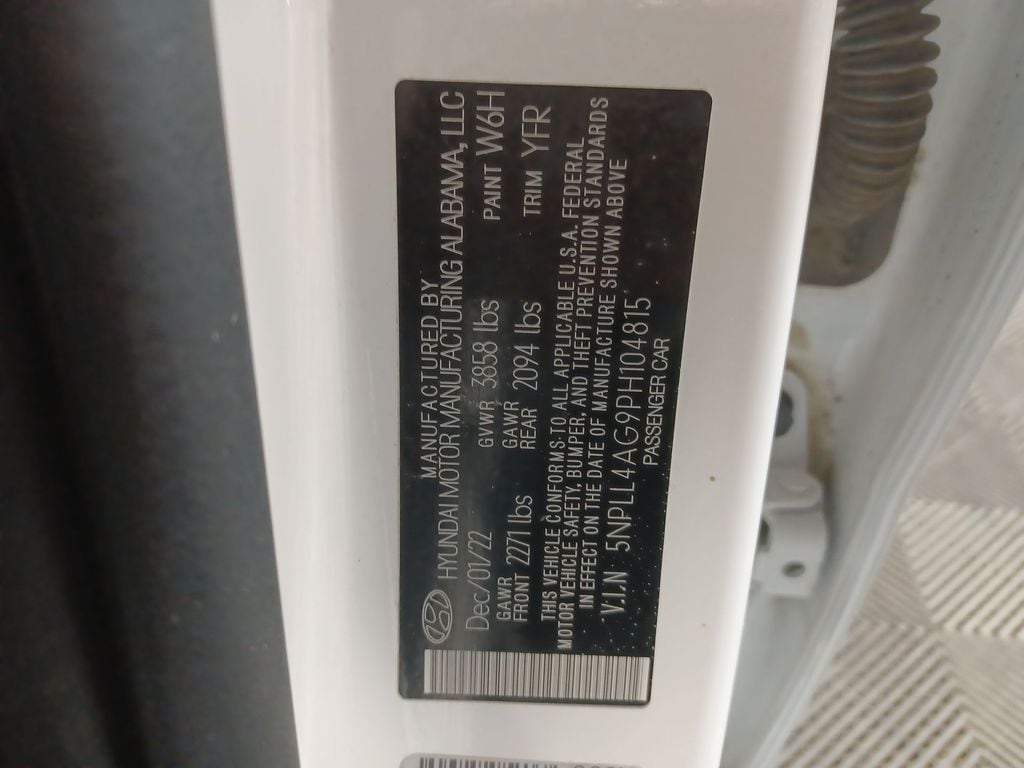 MANUFACTURED BY
HYUNDAI MOTOR MANUFACTURING ALABAMA, LLC
Dec/01/22 GVWR 3858 lbs PAINT W6H
GAWR FRONT 2271 lbs GAWR REAR 2094 lbs TRIM YFR
THIS VEHICLE CONFORMS TO ALL APPLICABLE U.S.A. FEDERAL
MOTOR VEHICLE SAFETY, BUMPER, AND THEFT PREVENTION STANDARDS
IN EFFECT ON THE DATE OF MANUFACTURE SHOWN ABOVE
V.I.N 5NPLL4AG9PH104815
PASSENGER CAR